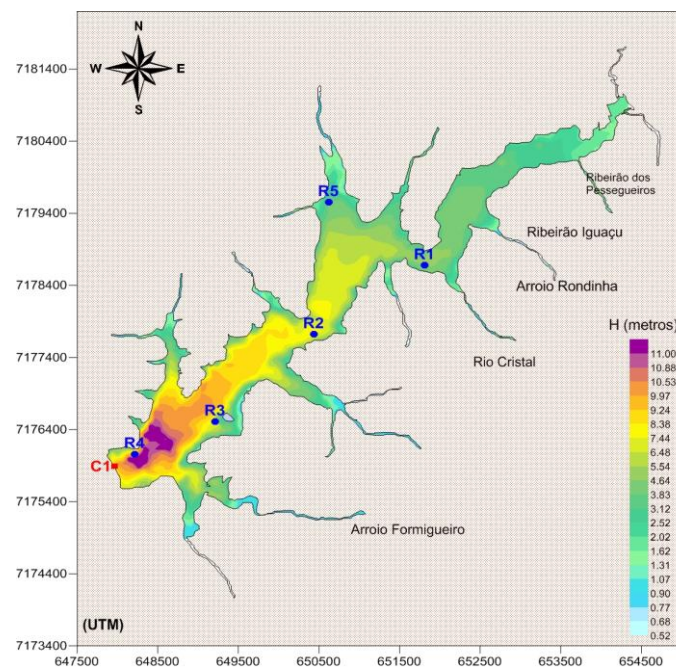 N
W
E
S
7181400
7180400
7179400
7178400
7177400
7176400
7175400
7174400
7173400
R5
R1
R2
R3
R4
C1
Ribeirão dos
Pessegueiros
Ribeirão Iguaçu
Arroio Rondinha
Rio Cristal
Arroio Formigueiro
H (metros)
11.00
10.88
10.53
9.97
9.24
8.38
7.44
6.48
5.54
4.64
3.83
3.12
2.52
2.02
1.62
1.31
1.07
0.90
0.77
0.68
0.52
(UTM)
647500 648500 649500 650500 651500 652500 653500 654500